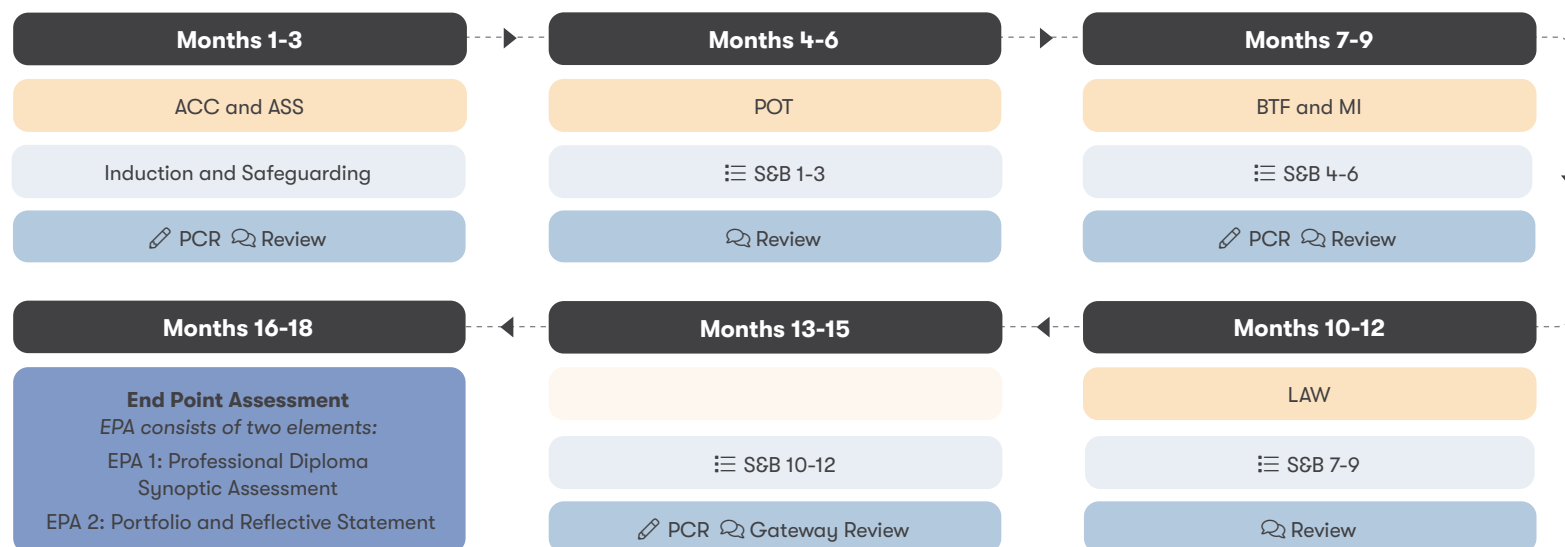 Months 1-3
Months 4-6
Months 7-9
ACC and ASS
POT
BTF and MI
Induction and Safeguarding
S&B 1-3
S&B 4-6
PCR Review
Review
PCR Review
Months 16-18
Months 13-15
Months 10-12
End Point Assessment
EPA consists of two elements:
EPA 1: Professional Diploma
Synoptic Assessment
EPA 2: Portfolio and Reflective Statement
S&B 10-12
PCR Gateway Review
LAW
S&B 7-9
Review